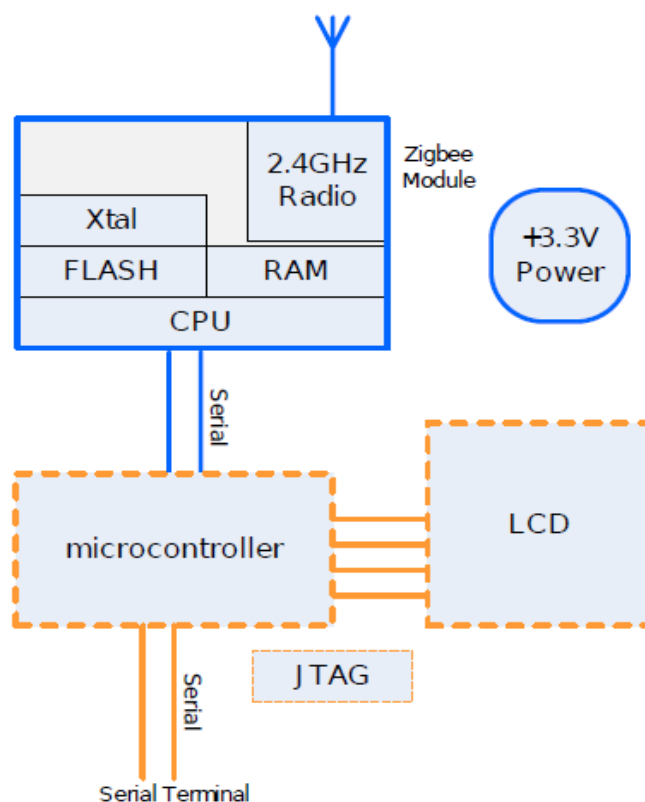 2.4GHz
Radio
Zigbee
Module
Xtal
+3.3V
Power
FLASH
RAM
CPU
Serial
LCD
microcontroller
JTAG
Serial
Serial Terminal